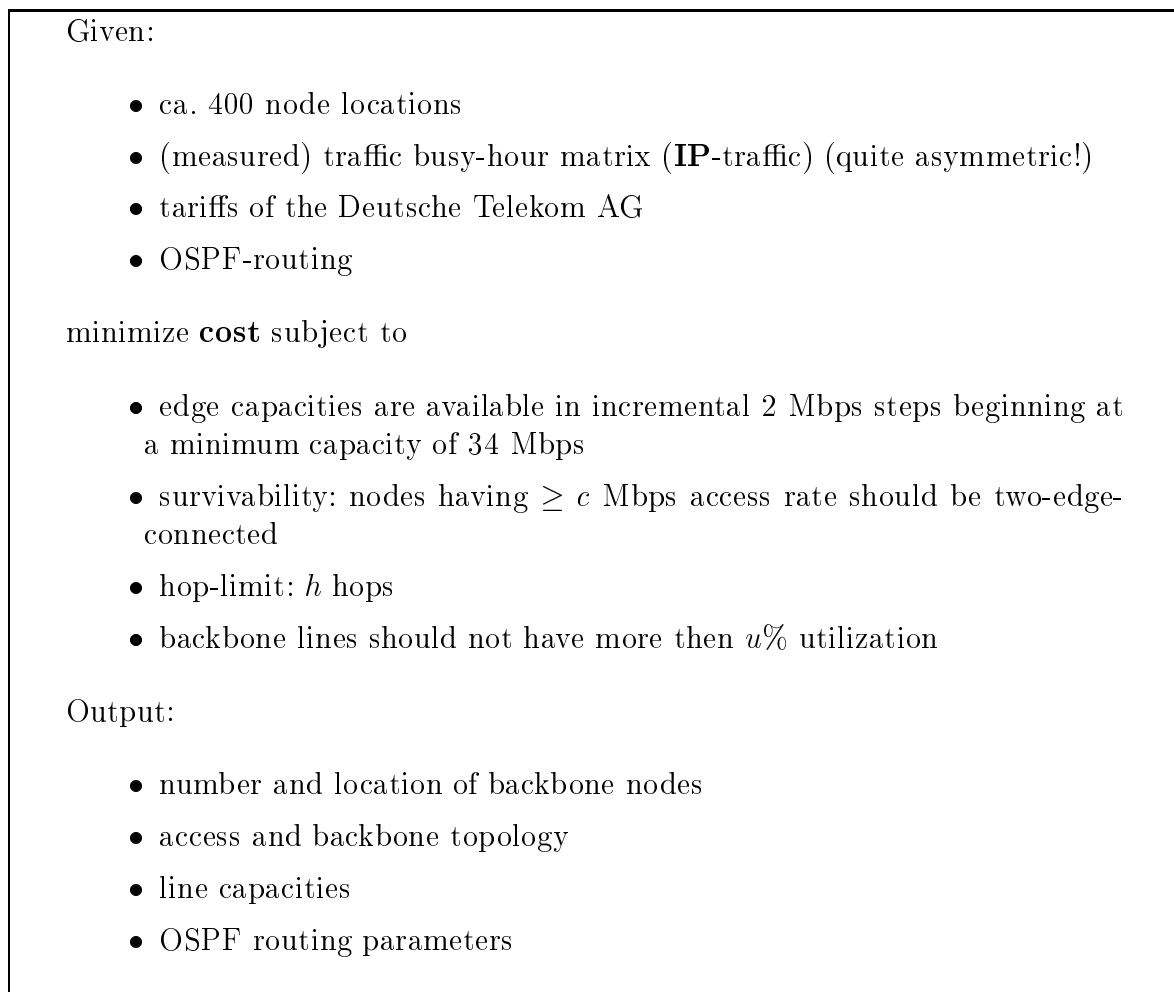 Given:
• ca. 400 node locations
• (measured) traffic busy-hour matrix (IP-traffic) (quite asymmetric!)
• tariffs of the Deutsche Telekom AG
• OSPF-routing
minimize cost subject to
• edge capacities are available in incremental 2 Mbps steps beginning at
a minimum capacity of 34 Mbps
• survivability: nodes having ≥ c Mbps access rate should be two-edge-
connected
• hop-limit: h hops
• backbone lines should not have more then u% utilization
Output:
• number and location of backbone nodes
• access and backbone topology
• line capacities
• OSPF routing parameters